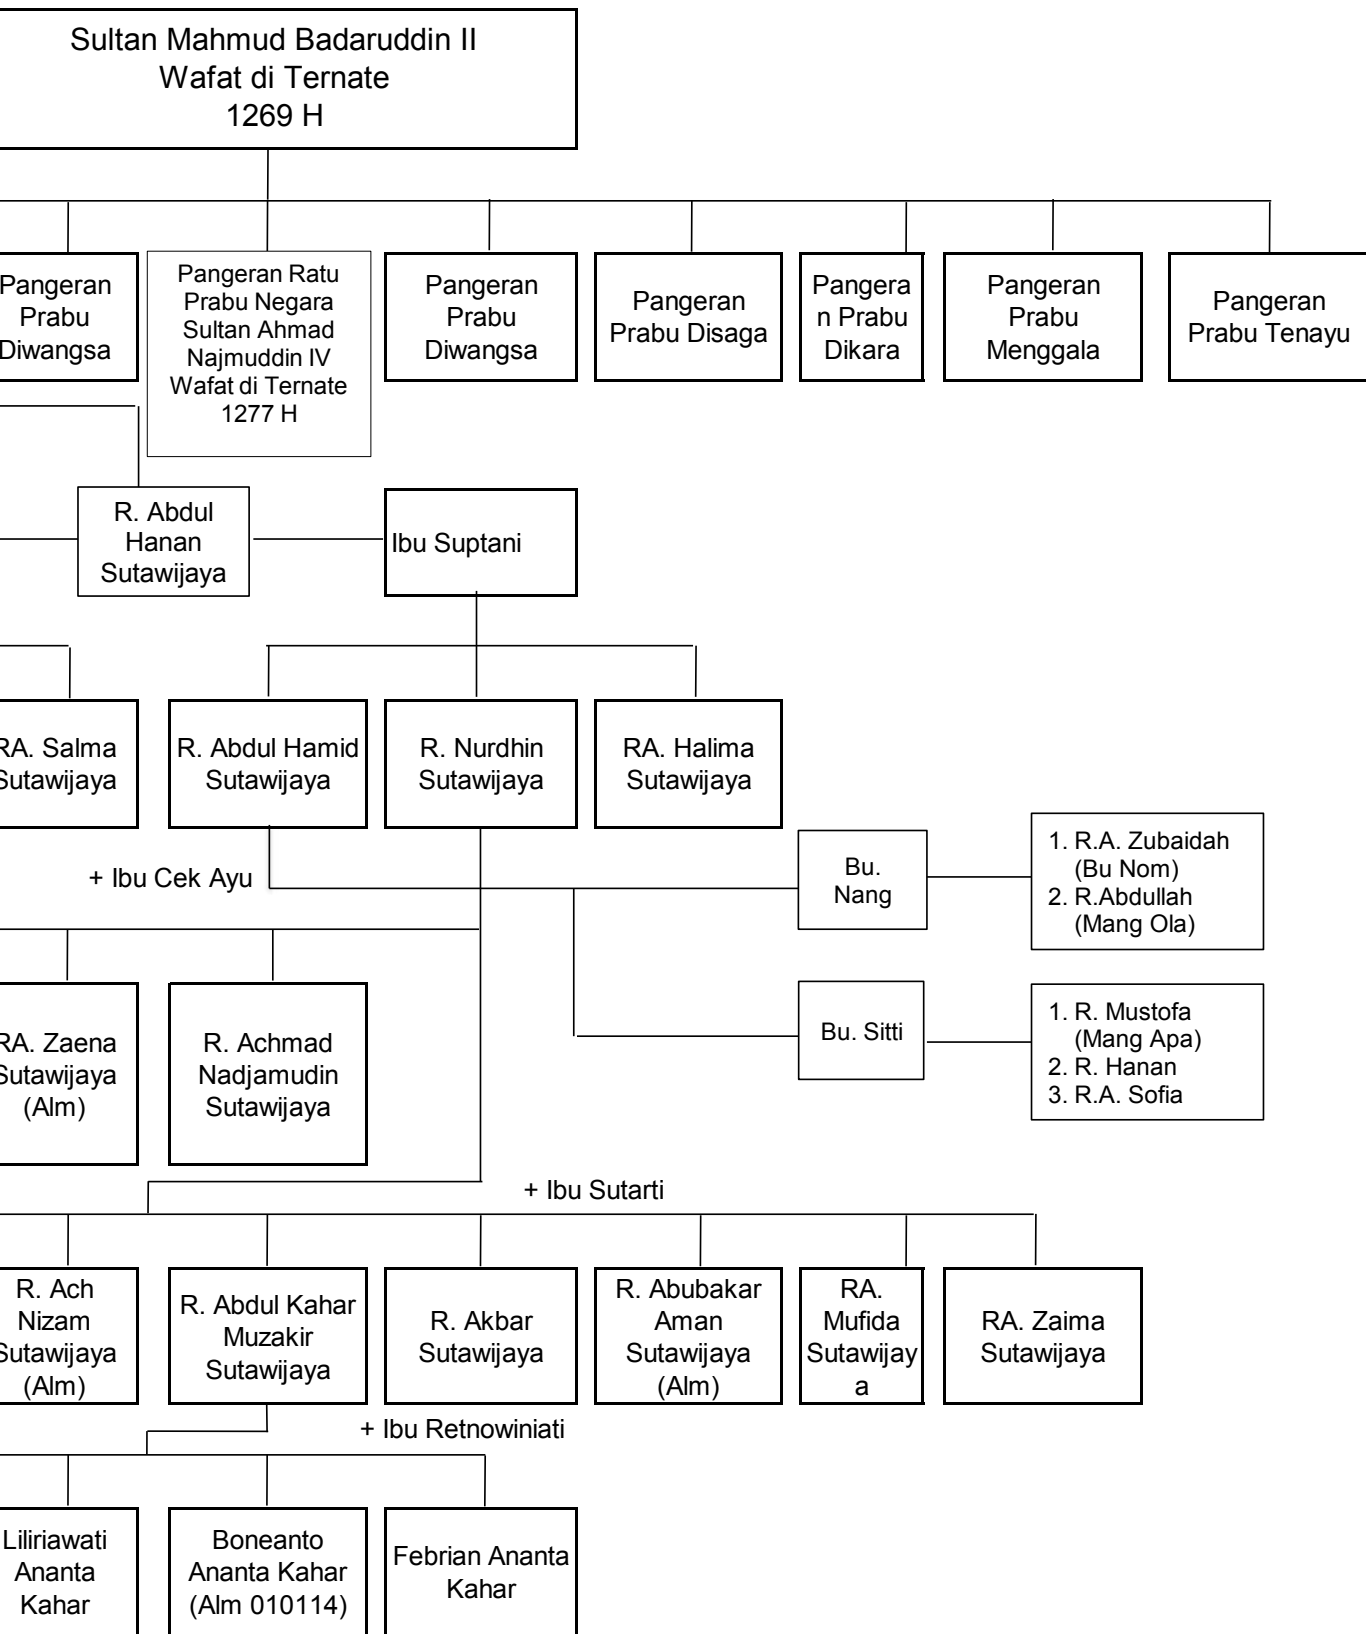 Sultan Mahmud Badaruddin II
Wafat di Ternate
1269 H
Pangeran
Prabu
Diwangsa
Pangeran Ratu
Prabu Negara
Sultan Ahmad
Najmuddin IV
Wafat di Ternate
1277 H
Pangeran
Prabu
Diwangsa
Pangeran
Prabu Disaga
Pangera
n Prabu
Dikara
Pangeran
Prabu
Menggala
Pangeran
Prabu Tenayu
R. Abdul
Hanan
Sutawijaya
Ibu Suptani
RA. Salma
Sutawijaya
R. Abdul Hamid
Sutawijaya
R. Nurdhin
Sutawijaya
RA. Halima
Sutawijaya
+ Ibu Cek Ayu
Bu.
Nang
1. R.A. Zubaidah
(Bu Nom)
2. R.Abdullah
(Mang Ola)
RA. Zaena
Sutawijaya
(Alm)
R. Achmad
Nadjamudin
Sutawijaya
Bu. Sitti
1. R. Mustofa
(Mang Apa)
2. R. Hanan
3. R.A. Sofia
+ Ibu Sutarti
R. Ach
Nizam
Sutawijaya
(Alm)
R. Abdul Kahar
Muzakir
Sutawijaya
R. Akbar
Sutawijaya
R. Abubakar
Aman
Sutawijaya
(Alm)
RA.
Mufida
Sutawijay
a
RA. Zaima
Sutawijaya
+ Ibu Retnowiniati
Liliriawati
Ananta
Kahar
Boneanto
Ananta Kahar
(Alm 010114)
Febrian Ananta
Kahar